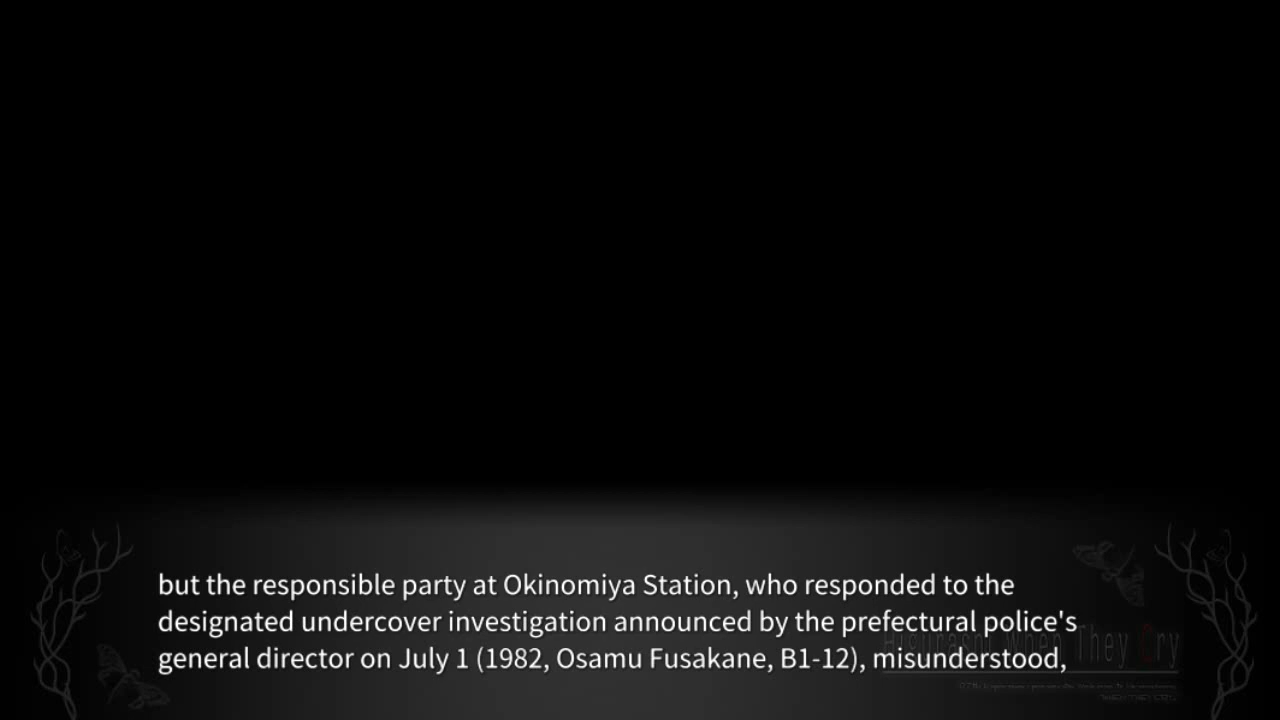 but the responsible party at Okinomiya Station, who responded to the
designated undercover investigation announced by the prefectural police's
general director on July 1 (1982, Osamu Fusakane, B1-12), misunderstood,
Higurashi When They Cry